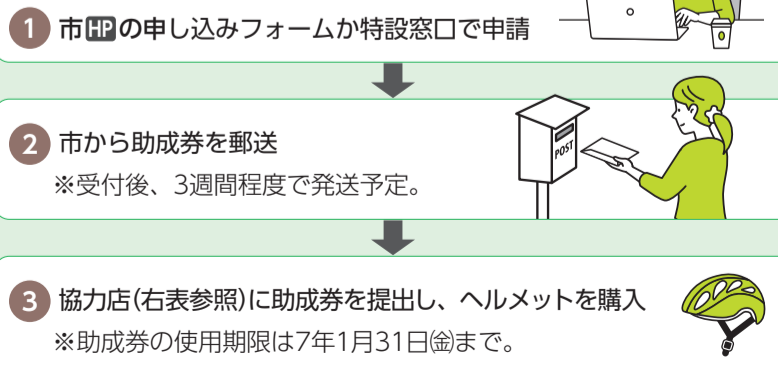 1 市HPの申し込みフォームか特設窓口で申請
2 市から助成券を郵送
※受付後、3週間程度で発送予定。
POST
3 協力店(右表参照)に助成券を提出し、ヘルメットを購入
※助成券の使用期限は7年1月31日㈮まで。